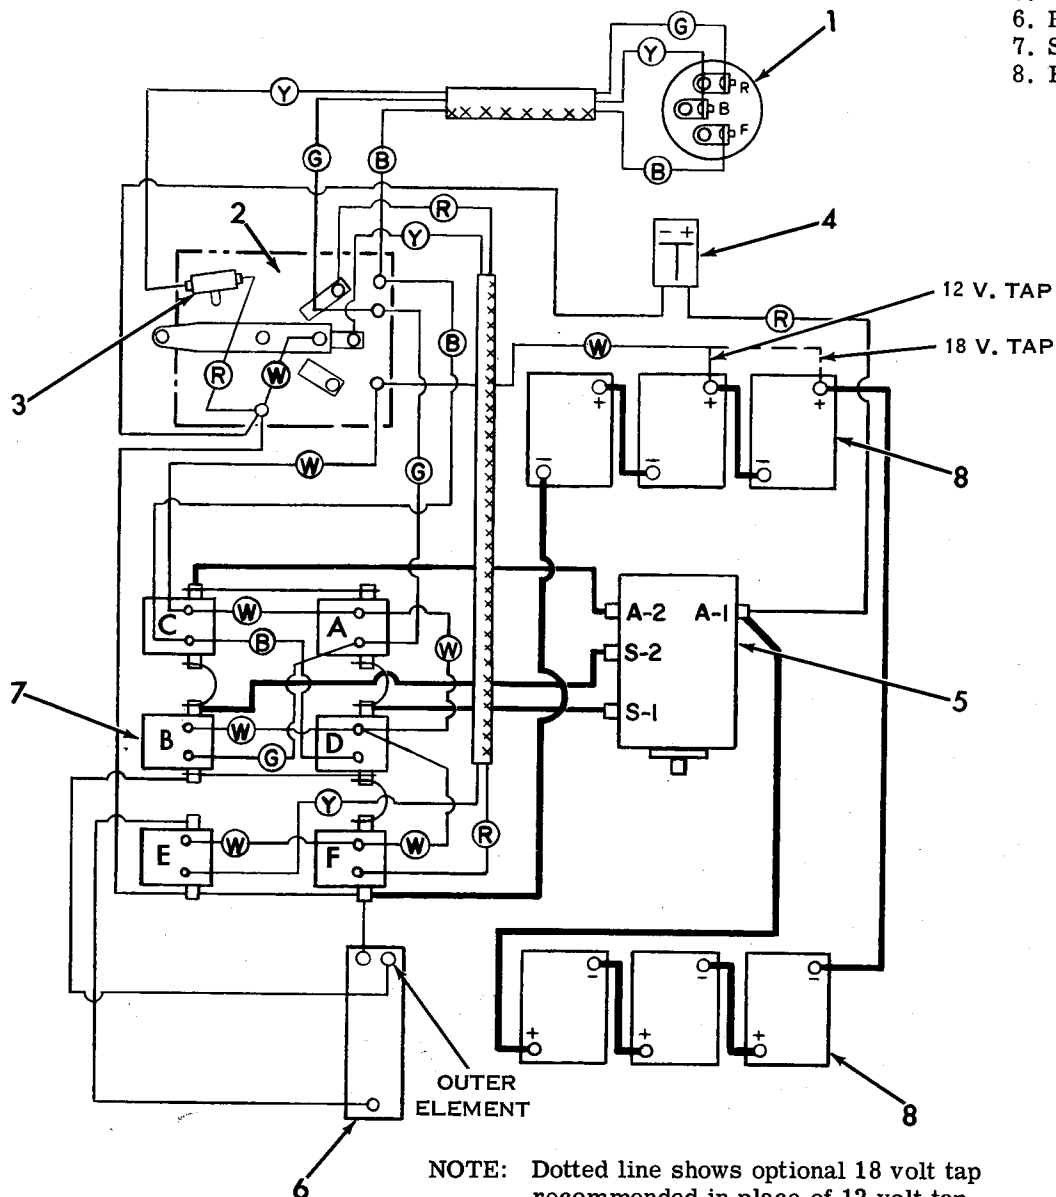 6. 
7. S
8. 
1
G
Y
R
B
F
Y
G
B
B
R
Y
2
3
R
W
B
- +
4
12 V. TAP
R
W
18 V. TAP
+
+
+
-
-
-
8
W
G
C
W
A
B
W
A-2
A-1
S-2
S-1
5
7
B
W
D
G
Y
E
W
F
W
R
-
-
-
+
+
+
OUTER
ELEMENT
8
6
NOTE: Dotted line shows optional 18 volt tap
recommended in place of 12 volt tap